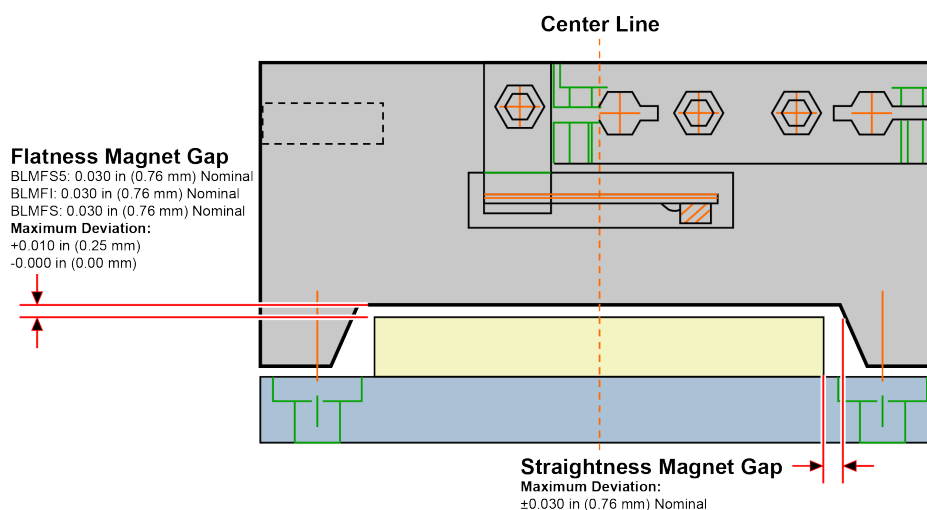 Center Line
Flatness Magnet Gap
BLMFS5: 0.030 in (0.76 mm) Nominal
BLMFI: 0.030 in (0.76 mm) Nominal
BLMFS: 0.030 in (0.76 mm) Nominal
Maximum Deviation:
+0.010 in (0.25 mm)
-0.000 in (0.00 mm)
Straightness Magnet Gap
Maximum Deviation:
±0.030 in (0.76 mm) Nominal